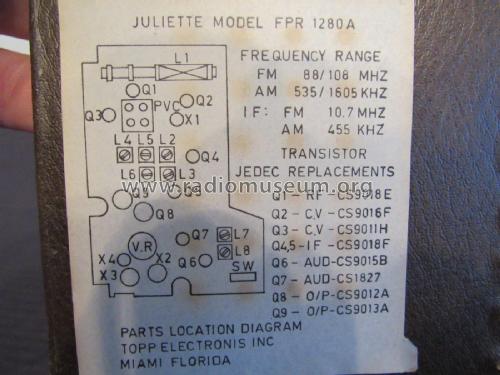 JULIETTE MODEL FPR 1280A
L1
Q1
Q2
PVC
Q3
X1
L4 L5 L2
Q4
L6 L3
Q9 Q5
Q8
V.R
Q7 L7
L8
X4 X2 Q6
X3 SW
FREQUENCY RANGE
FM 88/108 MHZ
AM 535/1605 KHZ
IF: FM 10.7 MHZ
AM 455 KHZ
TRANSISTOR
JEDEC REPLACEMENTS
Q1 - RF-CS9018E
Q2 - C,V-CS9016F
Q3 - C,V-CS9011H
Q4,5-IF-CS9018F
Q6 - AUD-CS9015B
Q7 - AUD-CS1827
Q8 - O/P-CS9012A
Q9 - O/P-CS9013A
PARTS LOCATION DIAGRAM
TOPP ELECTRONIS INC
MIAMI FLORIDA
www.radiomuseum.org